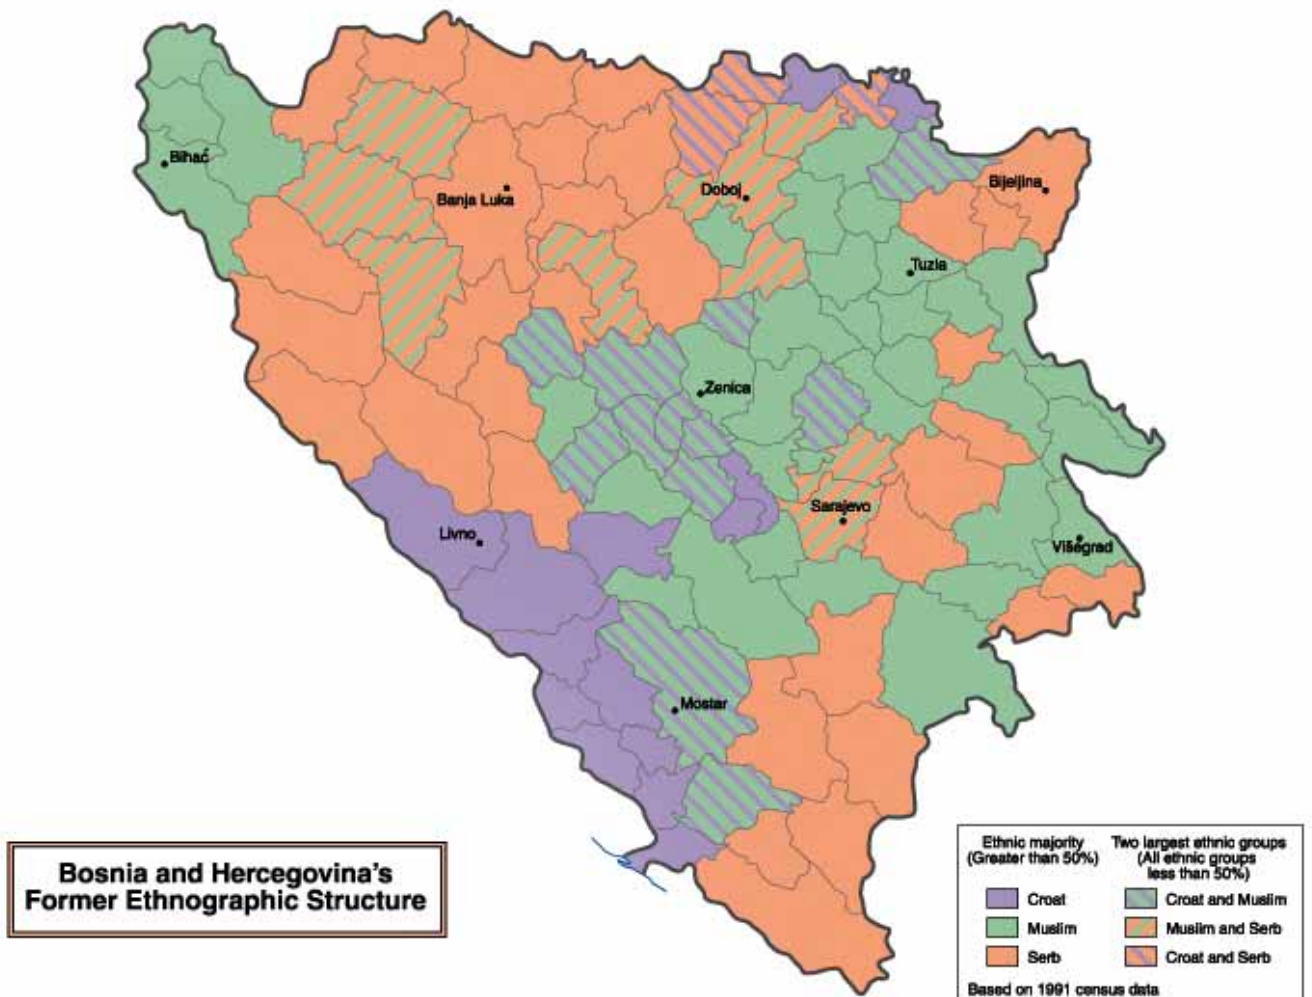 Bihać
Banja Luka
Doboj
Bijeljina
Tuzla
Zenica
Sarajevo
Livno
Višegrad
Mostar
Bosnia and Hercegovina's
Former Ethnographic Structure
Ethnic majority
(Greater than 50%)
Croat
Muslim
Serb
Two largest ethnic groups
(All ethnic groups
less than 50%)
Croat and Muslim
Muslim and Serb
Croat and Serb
Based on 1991 census data